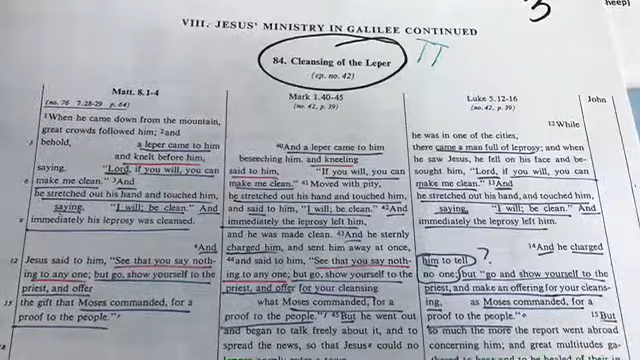 3
heep)
VIII. JESUS' MINISTRY IN GALILEE CONTINUED
84. Cleansing of the Leper
(cp. no. 42)
TT
Matt. 8.1-4
(no. 76 7.28-29 p. 64)
¹When he came down from the mountain,
great crowds followed him; ²and
3 behold, a leper came to him
and knelt before him,
saying, "Lord, if you will, you can
6 make me clean." ³And
he stretched out his hand and touched him,
saying, "I will; be clean." And
9 immediately his leprosy was cleansed.
⁴And
12 Jesus said to him, "See that you say noth-
ing to any one; but go, show yourself to the
priest, and offer
15 the gift that Moses commanded, for a
proof to the people."
18
Mark 1.40-45
(no. 42, p. 39)
⁴⁰And a leper came to him
beseeching him, and kneeling
said to him, "If you will, you can
make me clean." ⁴¹Moved with pity,
he stretched out his hand and touched him,
and said to him, "I will; be clean." ⁴²And
immediately the leprosy left him,
and he was made clean. ⁴³And he sternly
charged him, and sent him away at once,
⁴⁴and said to him, "See that you say noth-
ing to any one; but go, show yourself to the
priest, and offer for your cleansing
what Moses commanded, for a
proof to the people." ⁴⁵But he went out
and began to talk freely about it, and to
spread the news, so that Jesus could no
Luke 5.12-16
(no. 42, p. 39)
¹²While
he was in one of the cities,
there came a man full of leprosy; and when
he saw Jesus, he fell on his face and be-
sought him, "Lord, if you will, you can
make me clean." ¹³And
he stretched out his hand, and touched him,
saying, "I will; be clean." And
immediately the leprosy left him.
¹⁴And he charged
him to tell ?
no one; but "go and show yourself to the
priest, and make an offering for your cleans-
ing, as Moses commanded, for a
proof to the people." ¹⁵But
so much the more the report went abroad
concerning him; and great multitudes ga-
John